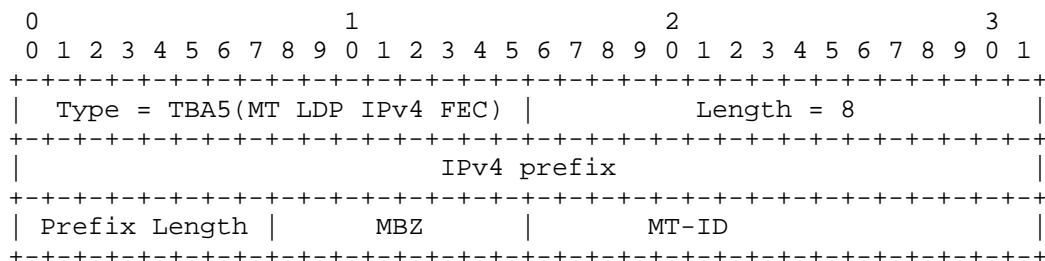 0                   1                   2                   3
 0 1 2 3 4 5 6 7 8 9 0 1 2 3 4 5 6 7 8 9 0 1 2 3 4 5 6 7 8 9 0 1
+-+-+-+-+-+-+-+-+-+-+-+-+-+-+-+-+-+-+-+-+-+-+-+-+-+-+-+-+-+-+-+-+
|  Type = TBA5(MT LDP IPv4 FEC) |          Length = 8           |
+-+-+-+-+-+-+-+-+-+-+-+-+-+-+-+-+-+-+-+-+-+-+-+-+-+-+-+-+-+-+-+-+
|                          IPv4 prefix                          |
+-+-+-+-+-+-+-+-+-+-+-+-+-+-+-+-+-+-+-+-+-+-+-+-+-+-+-+-+-+-+-+-+
| Prefix Length |      MBZ      |       MT-ID                   |
+-+-+-+-+-+-+-+-+-+-+-+-+-+-+-+-+-+-+-+-+-+-+-+-+-+-+-+-+-+-+-+-+